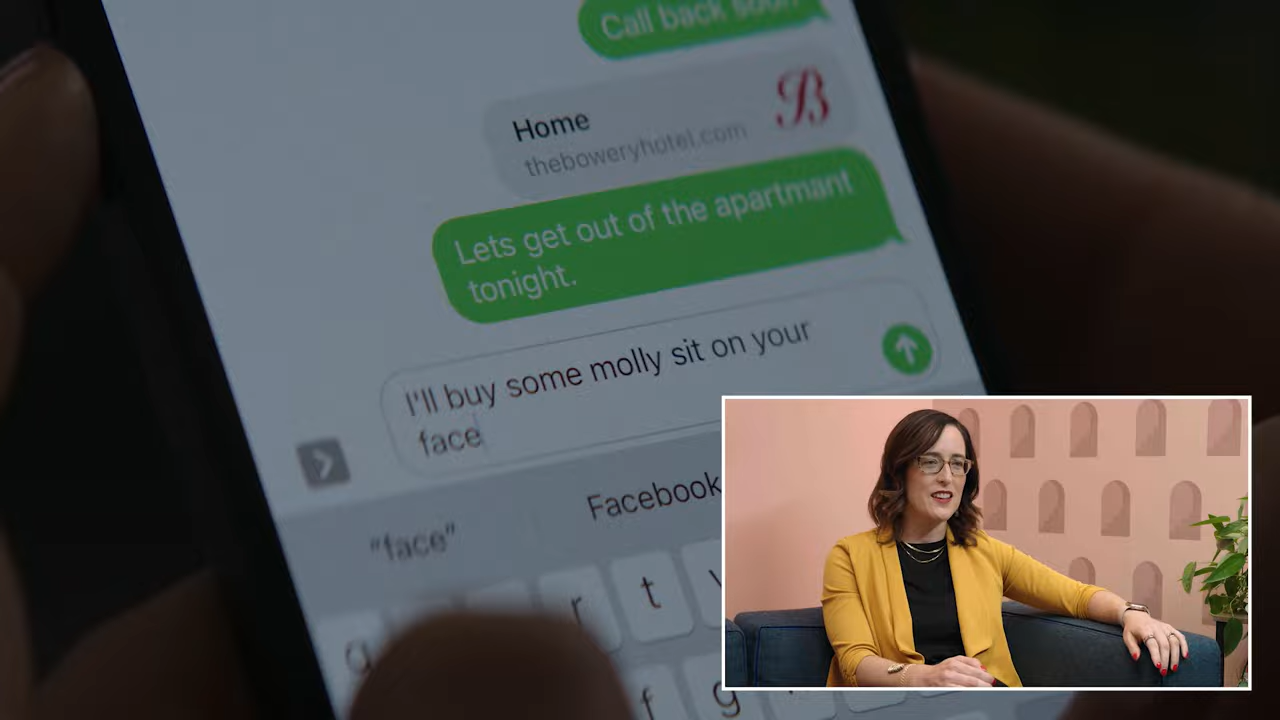 Call back soon
Home
B
theboweryhotel.com
Lets get out of the apartmant
tonight.
I'll buy some molly sit on your
face
"face"
Facebook
r
t
f
g